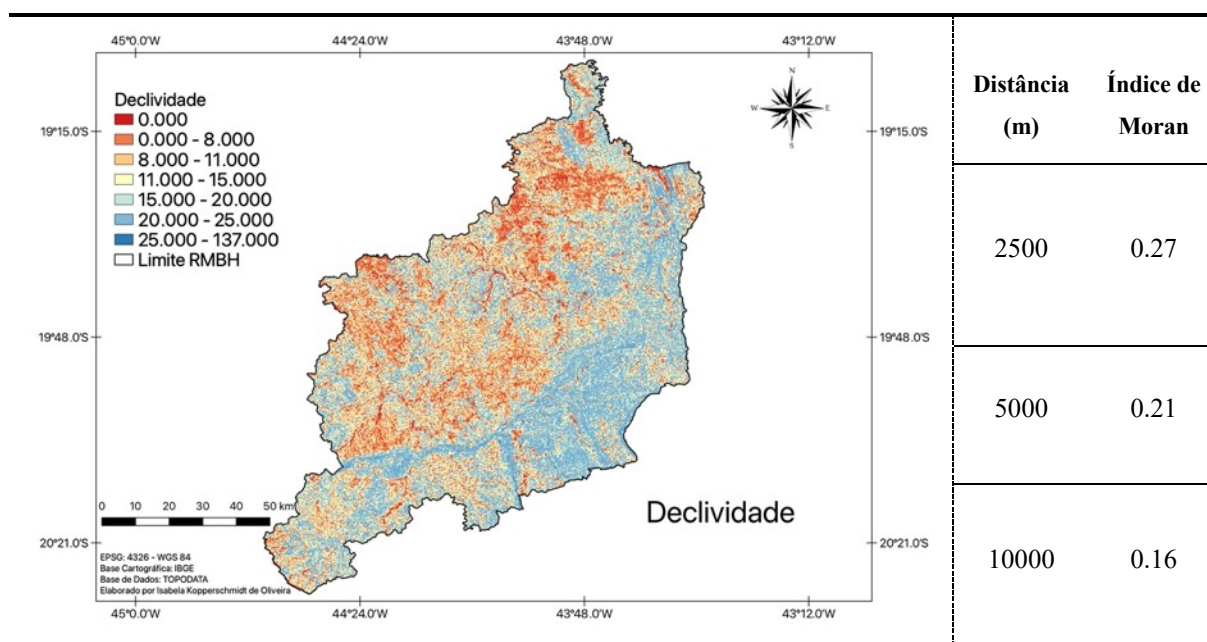 45°0.0'W 44°24.0'W 43°48.0'W 43°12.0'W
N
W E
S
Declividade
0.000
0.000 - 8.000
8.000 - 11.000
11.000 - 15.000
15.000 - 20.000
20.000 - 25.000
25.000 - 137.000
Limite RMBH
19°15.0'S 19°15.0'S
19°48.0'S 19°48.0'S
0 10 20 30 40 50 km
Declividade
20°21.0'S 20°21.0'S
EPSG: 4326 - WGS 84
Base Cartográfica: IBGE
Base de Dados: TOPODATA
Elaborado por Isabela Kopperschmidt de Oliveira
45°0.0'W 44°24.0'W 43°48.0'W 43°12.0'W
Distância Índice de
(m) Moran
2500 0.27
5000 0.21
10000 0.16